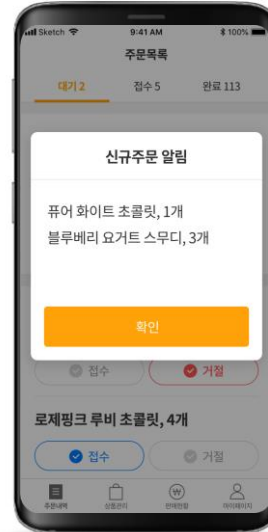 Sketch 9:41 AM 100%
주문목록
대기 2 접수 5 완료 113
신규주문 알림
퓨어 화이트 초콜릿, 1개
블루베리 요거트 스무디, 3개
확인
접수 거절
로제핑크 루비 초콜릿, 4개
접수 거절
주문내역 상품관리 판매현황 마이페이지